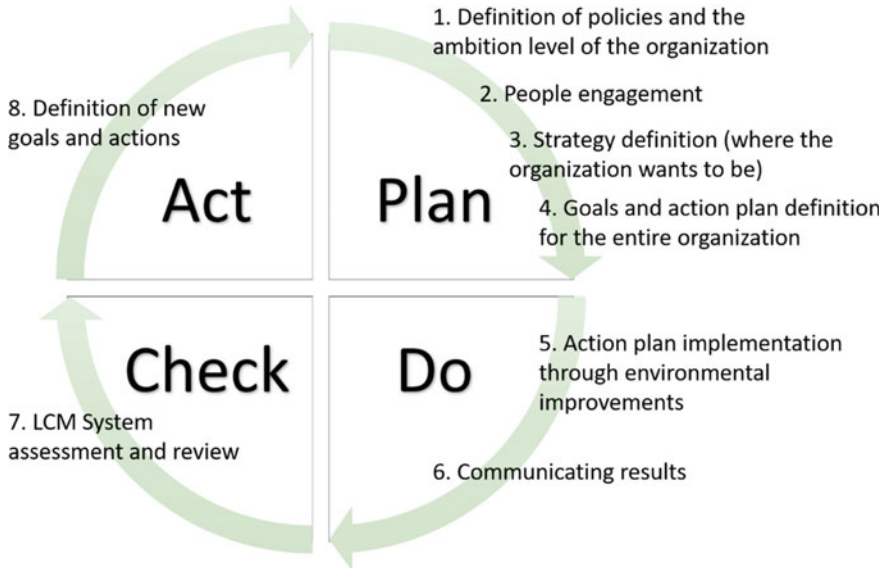 1. Definition of policies and the
ambition level of the organization
2. People engagement
3. Strategy definition (where the
organization wants to be)
4. Goals and action plan definition
for the entire organization
5. Action plan implementation
through environmental
improvements
6. Communicating results
7. LCM System
assessment and review
8. Definition of new
goals and actions
Act
Plan
Check
Do